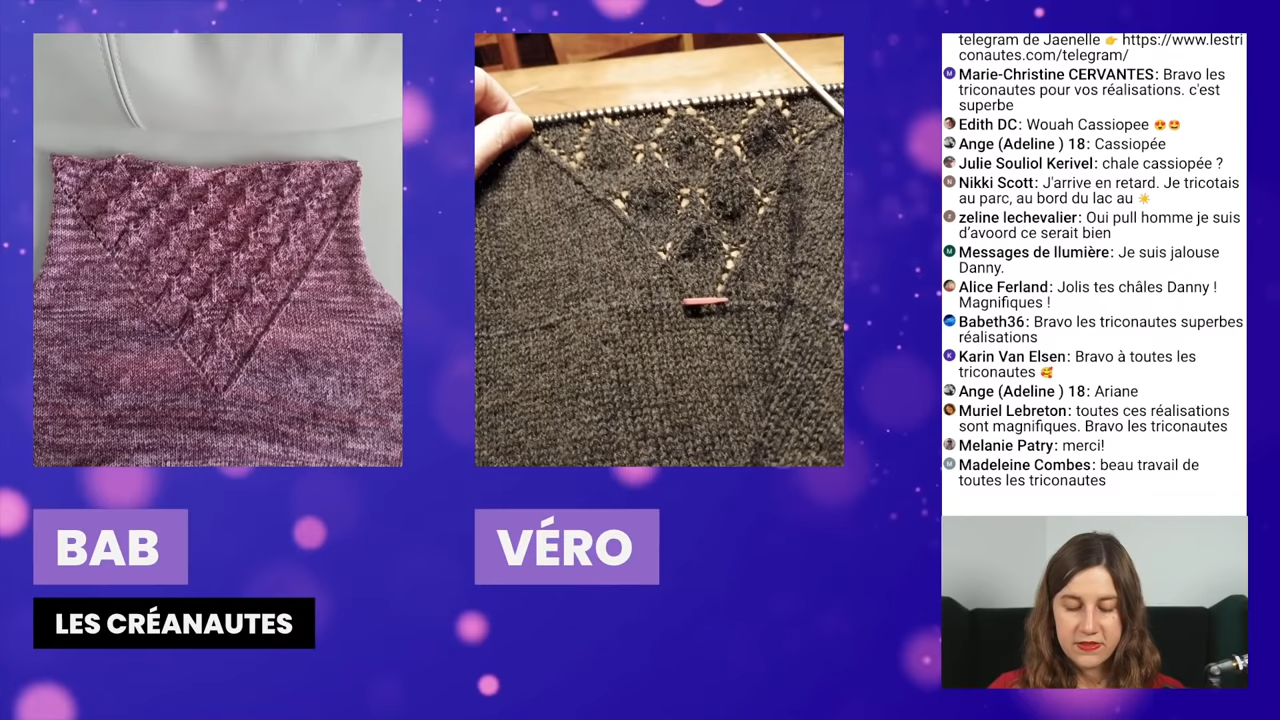 BAB
LES CRÉANAUTES
VÉRO
telegram de Jaenelle 👉 https://www.lestri
conautes.com/telegram/
M Marie-Christine CERVANTES: Bravo les
triconautes pour vos réalisations. c'est
superbe
Edith DC: Wouah Cassiopee 😍🤩
Ange (Adeline ) 18: Cassiopée
Julie Souliol Kerivel: chale cassiopée ?
N Nikki Scott: J'arrive en retard. Je tricotais
au parc, au bord du lac au ☀️
z zeline lechevalier: Oui pull homme je suis
d'avoord ce serait bien
M Messages de llumière: Je suis jalouse
Danny.
Alice Ferland: Jolis tes châles Danny !
Magnifiques !
Babeth36: Bravo les triconautes superbes
réalisations
K Karin Van Elsen: Bravo à toutes les
triconautes 🥰
Ange (Adeline ) 18: Ariane
Muriel Lebreton: toutes ces réalisations
sont magnifiques. Bravo les triconautes
Melanie Patry: merci!
M Madeleine Combes: beau travail de
toutes les triconautes